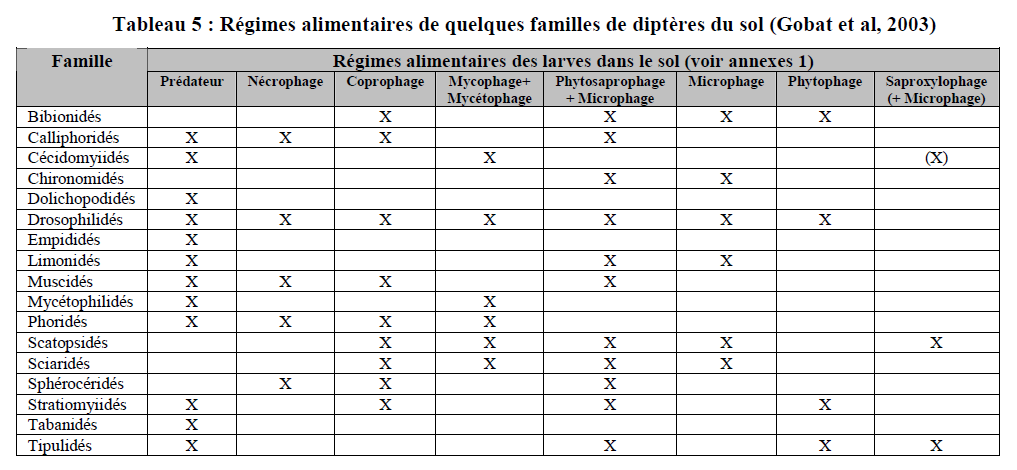 Tableau 5 : Régimes alimentaires de quelques familles de diptères du sol (Gobat et al, 2003)
Famille Régimes alimentaires des larves dans le sol (voir annexes 1)
Prédateur Nécrophage Coprophage Mycophage+ Mycétophage Phytosaprophage + Microphage Microphage Phytophage Saproxylophage (+ Microphage)
Bibionidés X X X X
Calliphoridés X X X X
Cécidomyiidés X X (X)
Chironomidés X X
Dolichopodidés X
Drosophilidés X X X X X X X
Empididés X
Limonidés X X X
Muscidés X X X X
Mycétophilidés X X
Phoridés X X X X
Scatopsidés X X X X X
Sciaridés X X X X
Sphérocéridés X X X
Stratiomyiidés X X X X
Tabanidés X
Tipulidés X X X X